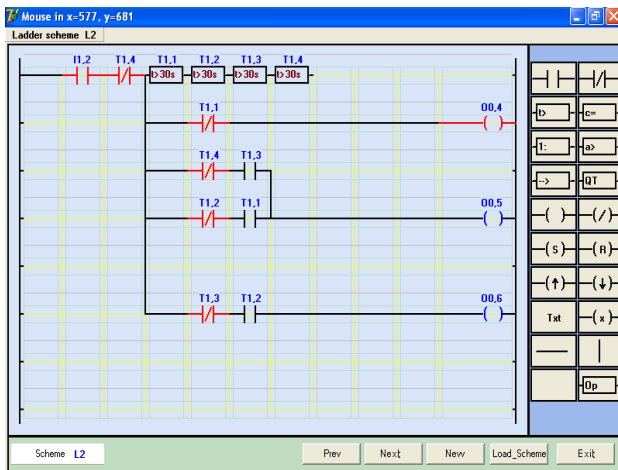 Mouse in x=577, y=681
Ladder scheme L2
I1,2 T1,4 T1,1 T1,2 T1,3 T1,4
t>30s t>30s t>30s t>30s
T1,1 O0,4
( )
T1,4 T1,3
T1,2 T1,1 O0,5
( )
T1,3 T1,2 O0,6
( )
t> c=
1: a>
--> QT
( ) (/)
(S) (R)
(↑) (↓)
Txt (x)
Op
Scheme L2 Prev Next New Load_Scheme Exit